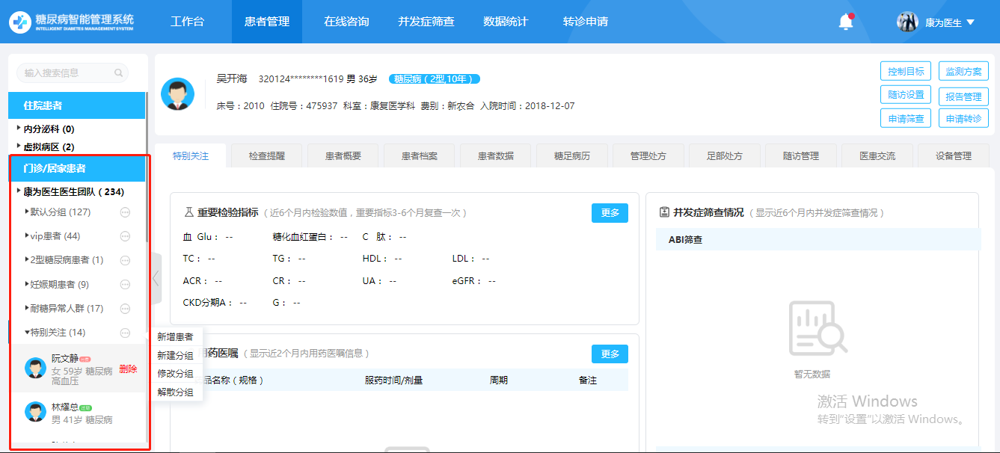 糖尿病智能管理系统
INTELLIGENT DIABETES MANAGEMENT SYSTEM
工作台 患者管理 在线咨询 并发症筛查 数据统计 转诊申请
康为医生
输入搜索信息
住院患者
内分泌科 (0)
虚拟病区 (2)
门诊/居家患者
康为医生医生团队 ( 234)
默认分组 (127)
vip患者 (44)
2型糖尿病患者 (1)
妊娠期患者 (9)
耐糖异常人群 (17)
特别关注 (14)
阮文静
女 59岁 糖尿病
高血压
删除
林耀总
男 41岁 糖尿病
新增患者
新建分组
修改分组
解散分组
吴开海 320124********1619 男 36岁 糖尿病 ( 2型,10年 )
床号：2010 住院号：475937 科室：康复医学科 费别：新农合 入院时间：2018-12-07
控制目标 监测方案
随访设置 报告管理
申请筛查 申请转诊
特别关注 检查提醒 患者概要 患者档案 患者数据 糖足病历 管理处方 足部处方 随访管理 医患交流 设备管理
重要检验指标 ( 近6个月内检验数值，重要指标3-6个月复查一次 ) 更多
血 Glu： -- 糖化血红蛋白： -- C 肽： --
TC： -- TG： -- HDL： -- LDL： --
ACR： -- CR： -- UA： -- eGFR： --
CKD分期A： -- G： --
用药医嘱 ( 显示近2个月内用药医嘱信息 ) 更多
品名称 ( 规格 ) 服药时间/剂量 周期 备注
并发症筛查情况 ( 显示近6个月内并发症筛查情况 )
ABI筛查
暂无数据
激活 Windows
转到"设置"以激活 Windows。